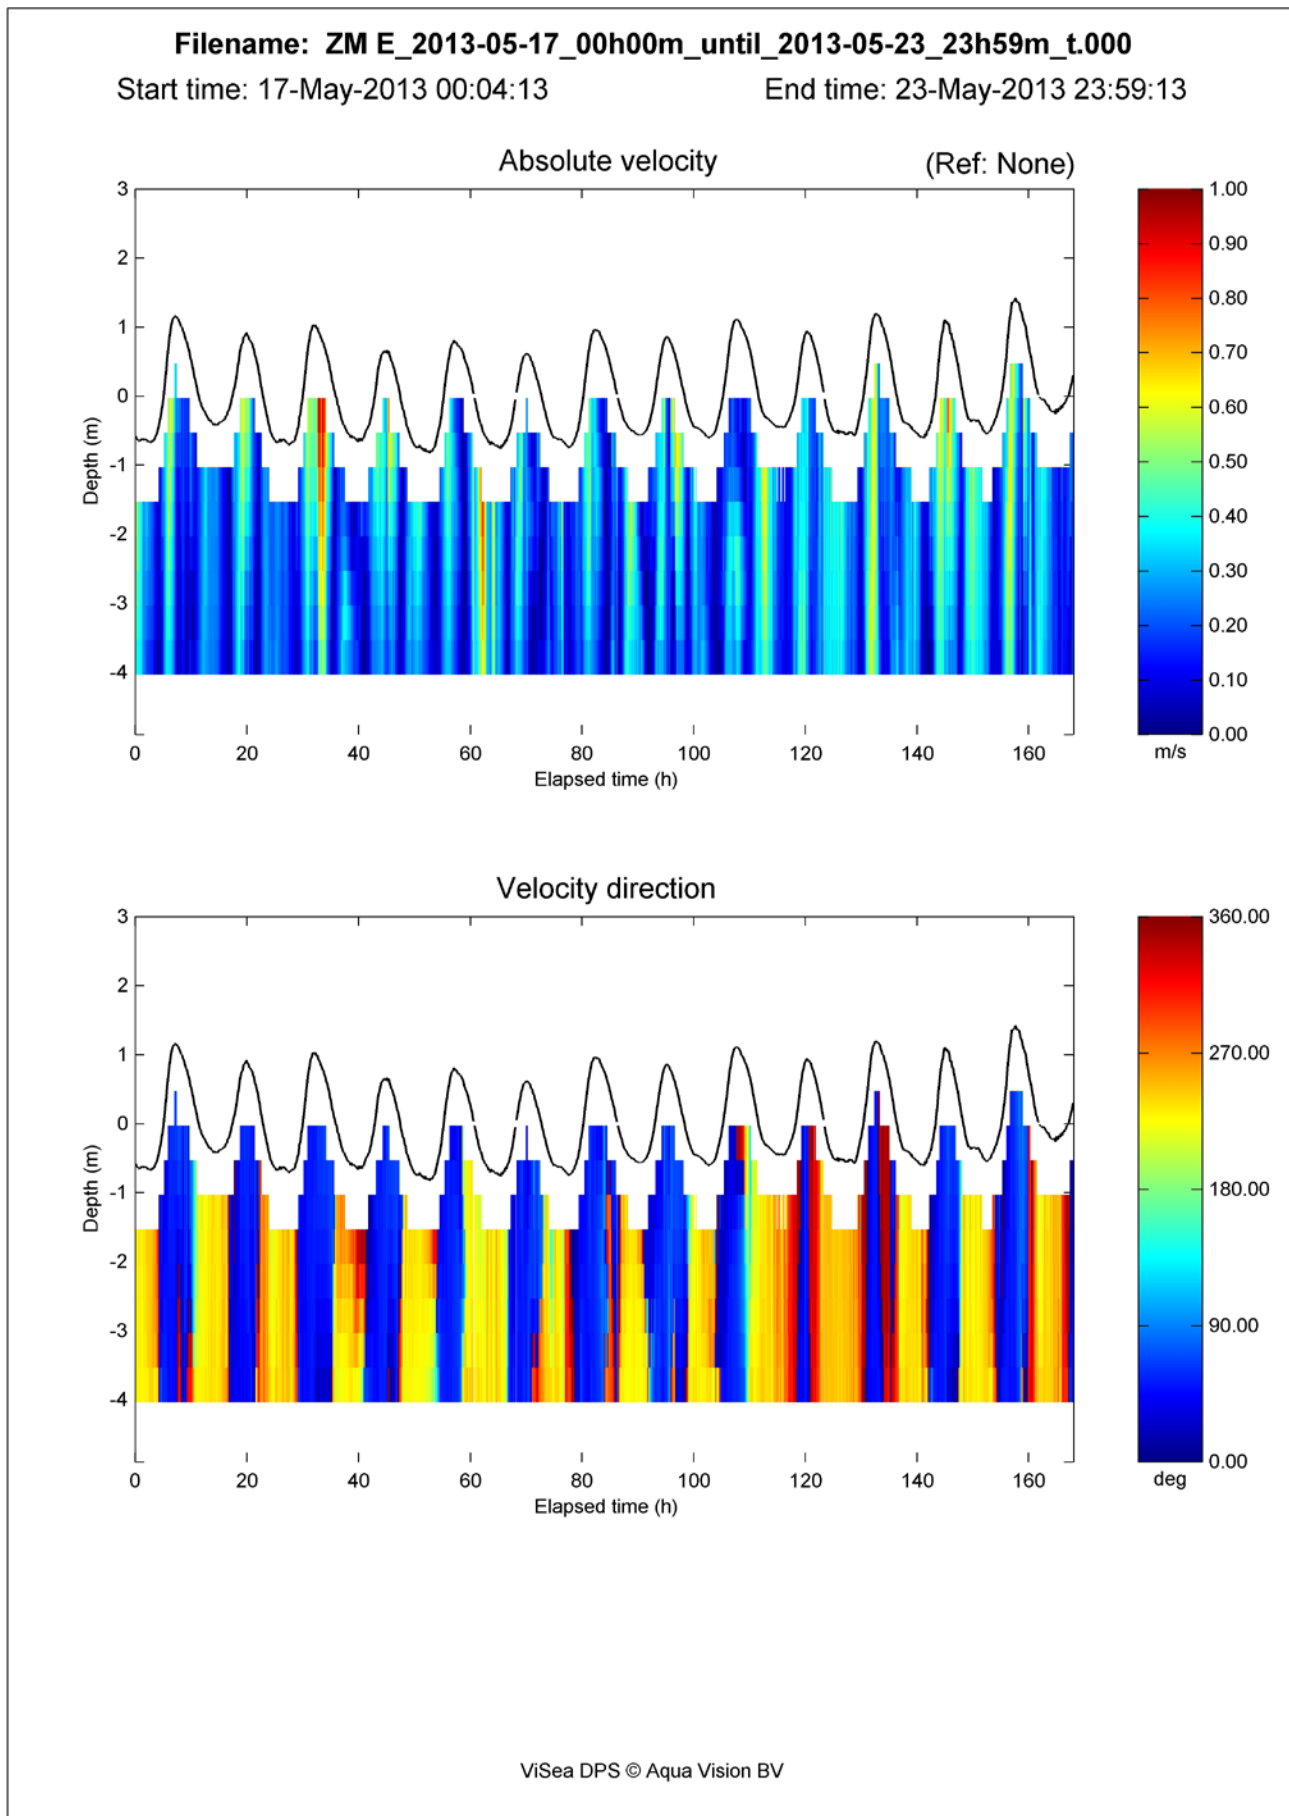 Filename: ZM E_2013-05-17_00h00m_until_2013-05-23_23h59m_t.000
Start time: 17-May-2013 00:04:13 End time: 23-May-2013 23:59:13
Absolute velocity (Ref: None)
3
2
1
0
-1
-2
-3
-4
Depth (m)
0 20 40 60 80 100 120 140 160
Elapsed time (h)
1.00
0.90
0.80
0.70
0.60
0.50
0.40
0.30
0.20
0.10
0.00
m/s
Velocity direction
3
2
1
0
-1
-2
-3
-4
Depth (m)
0 20 40 60 80 100 120 140 160
Elapsed time (h)
360.00
270.00
180.00
90.00
0.00
deg
ViSea DPS © Aqua Vision BV